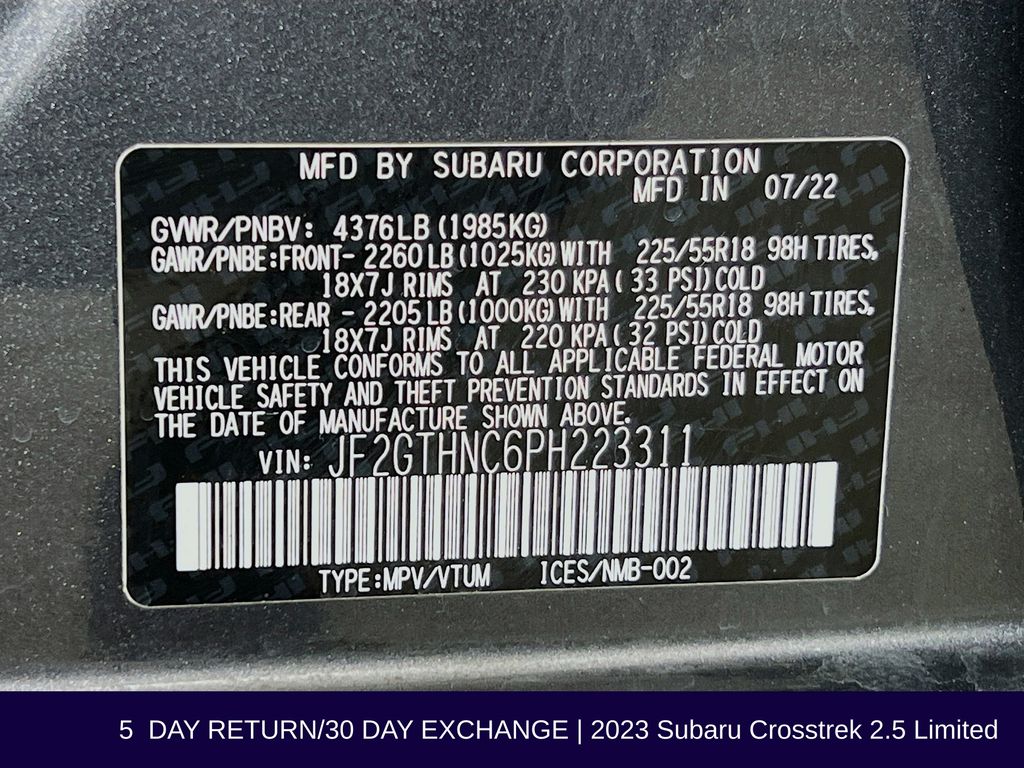 MFD BY SUBARU CORPORATION
MFD IN 07/22
GVWR/PNBV: 4376LB (1985KG)
GAWR/PNBE:FRONT- 2260 LB (1025KG) WITH 225/55R18 98H TIRES,
18X7J RIMS AT 230 KPA ( 33 PSI) COLD
GAWR/PNBE:REAR - 2205 LB (1000KG) WITH 225/55R18 98H TIRES,
18X7J RIMS AT 220 KPA ( 32 PSI) COLD
THIS VEHICLE CONFORMS TO ALL APPLICABLE FEDERAL MOTOR
VEHICLE SAFETY AND THEFT PREVENTION STANDARDS IN EFFECT ON
THE DATE OF MANUFACTURE SHOWN ABOVE.
VIN: JF2GTHNC6PH223311
TYPE:MPV/VTUM ICES/NMB-002
5 DAY RETURN/30 DAY EXCHANGE | 2023 Subaru Crosstrek 2.5 Limited